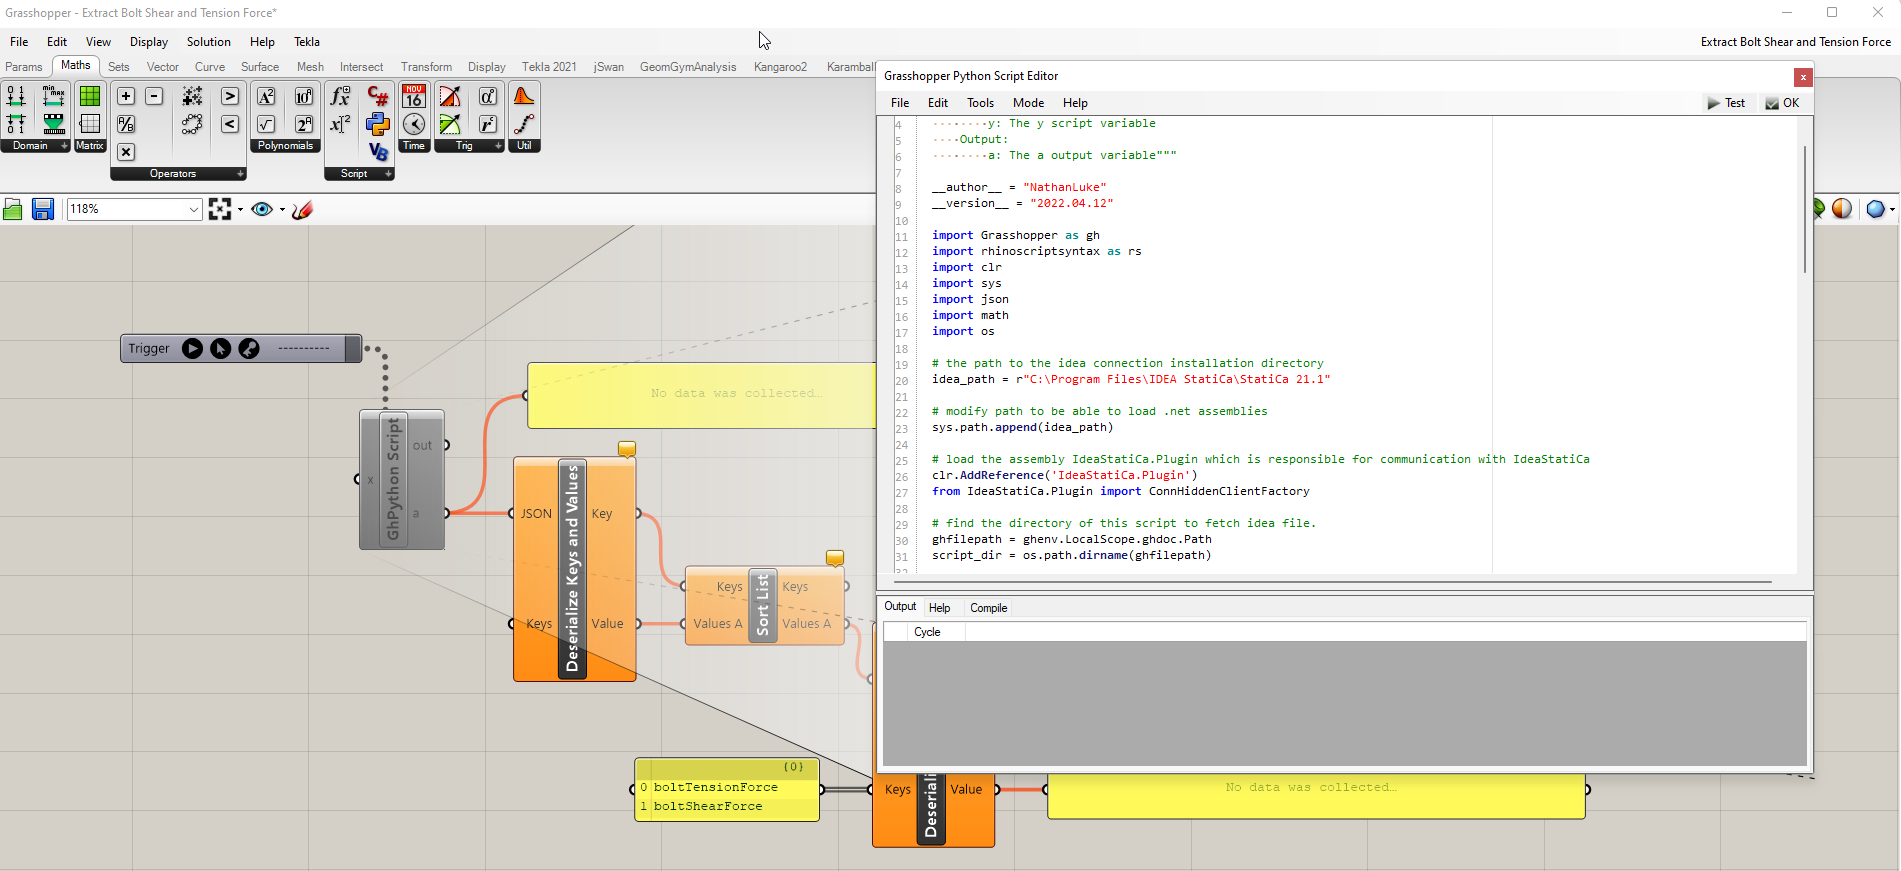 Grasshopper - Extract Bolt Shear and Tension Force*
File Edit View Display Solution Help Tekla
Extract Bolt Shear and Tension Force
Params Maths Sets Vector Curve Surface Mesh Intersect Transform Display Tekla 2021 jSwan GeomGymAnalysis Kangaroo2 Karamball
Domain
Matrix
Operators
Polynomials
Script
NOV
16
Time
Trig
Util
118%
Trigger ----------
GhPython Script
x
out
a
No data was collected…
Deserialize Keys and Values
JSON
Keys
Key
Value
Sort List
Keys
Values A
Keys
Values A
{0}
0 boltTensionForce
1 boltShearForce
Keys
Deseriali
Value
No data was collected…
Grasshopper Python Script Editor
x
File Edit Tools Mode Help
Test OK
4 y: The y script variable
5 Output:
6 a: The a output variable"""
7
8 __author__ = "NathanLuke"
9 __version__ = "2022.04.12"
10
11 import Grasshopper as gh
12 import rhinoscriptsyntax as rs
13 import clr
14 import sys
15 import json
16 import math
17 import os
18
19 # the path to the idea connection installation directory
20 idea_path = r"C:\Program Files\IDEA StatiCa\StatiCa 21.1"
21
22 # modify path to be able to load .net assemblies
23 sys.path.append(idea_path)
24
25 # load the assembly IdeaStatiCa.Plugin which is responsible for communication with IdeaStatiCa
26 clr.AddReference('IdeaStatiCa.Plugin')
27 from IdeaStatiCa.Plugin import ConnHiddenClientFactory
28
29 # find the directory of this script to fetch idea file.
30 ghfilepath = ghenv.LocalScope.ghdoc.Path
31 script_dir = os.path.dirname(ghfilepath)
Output Help Compile
Cycle